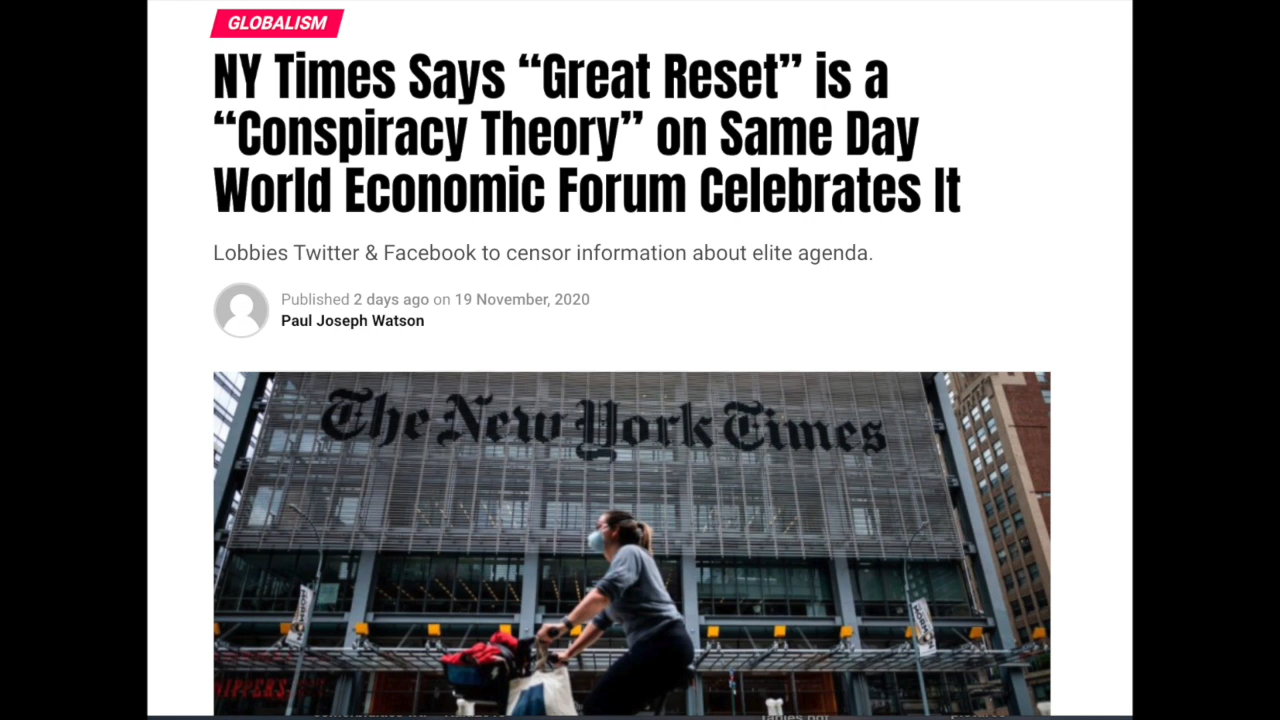 GLOBALISM
NY Times Says “Great Reset” is a
“Conspiracy Theory” on Same Day
World Economic Forum Celebrates It
Lobbies Twitter & Facebook to censor information about elite agenda.
Published 2 days ago on 19 November, 2020
Paul Joseph Watson
The New York Times